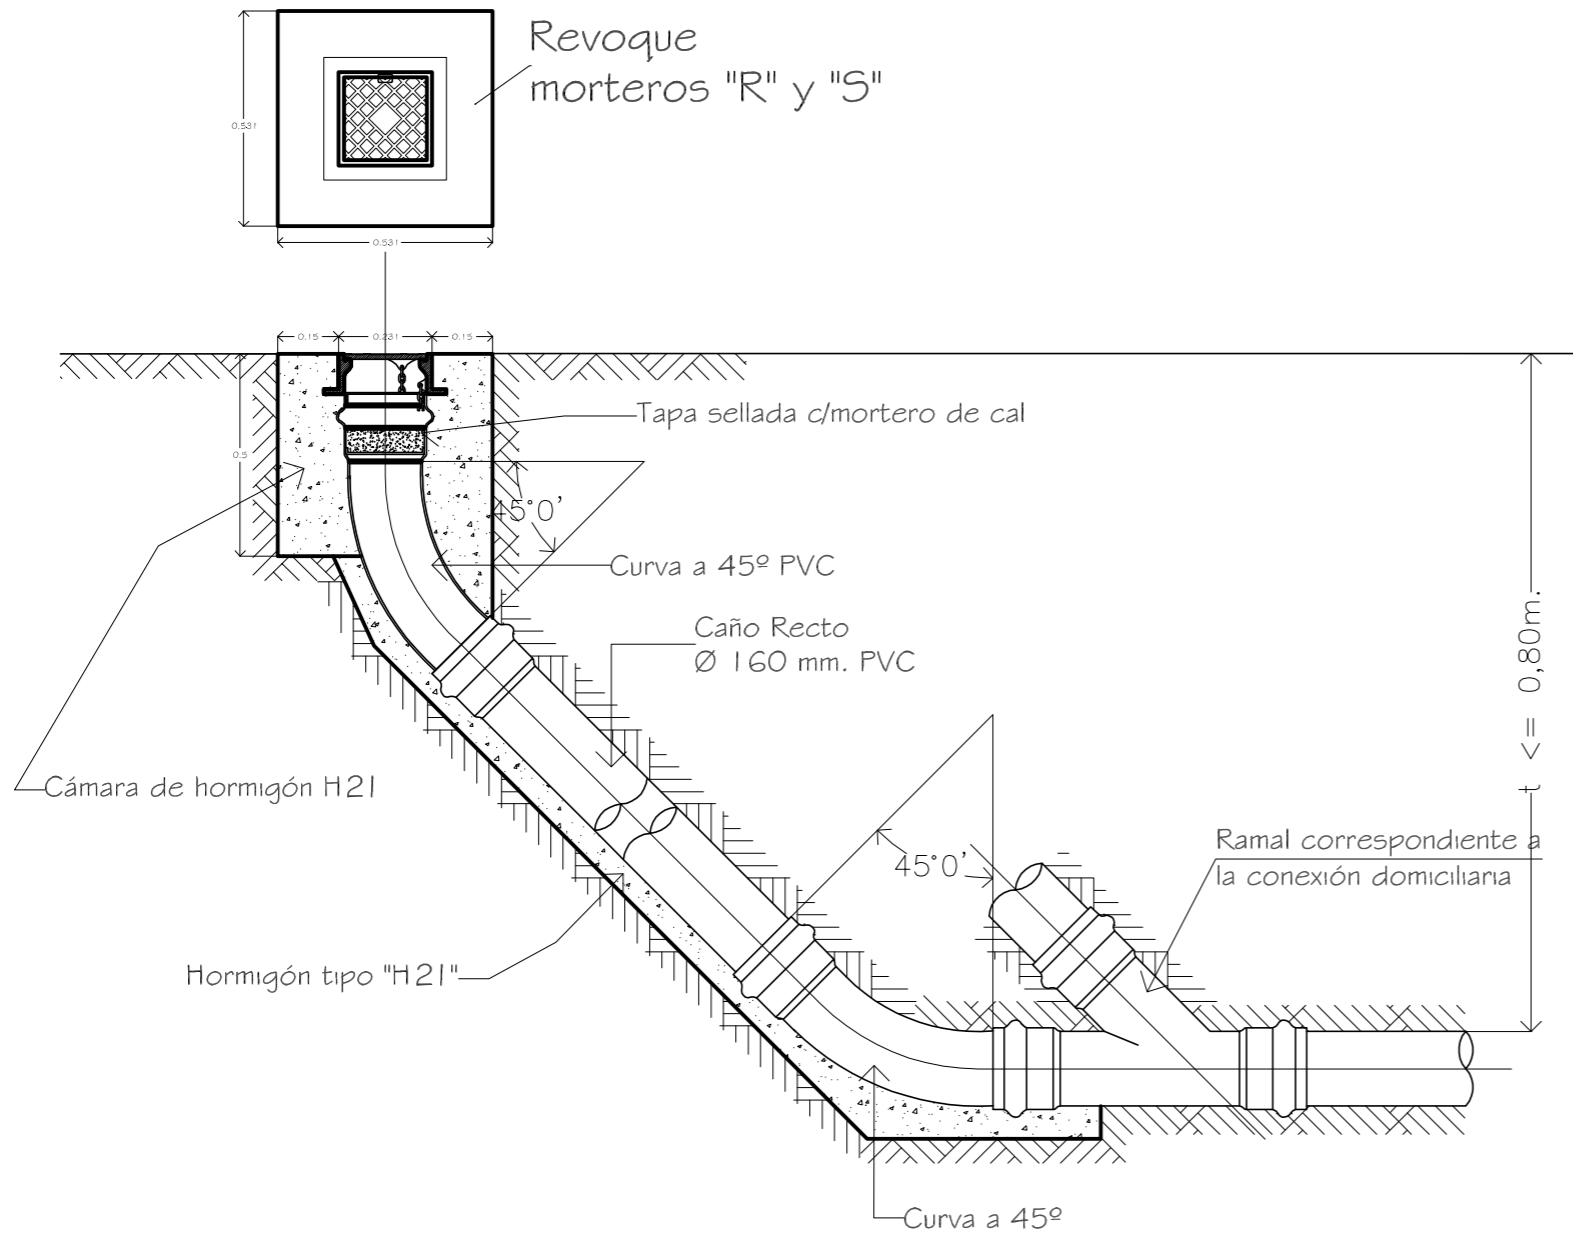 Revoque
morteros "R" y "S"
0.531
0.531
0.15
0.231
0.15
Tapa sellada c/mortero de cal
0.5
45°0'
Curva a 45º PVC
Caño Recto
Ø 160 mm. PVC
t <= 0,80m.
Cámara de hormigón H21
Ramal correspondiente a
la conexión domiciliaria
45°0'
Hormigón tipo "H21"
Curva a 45º